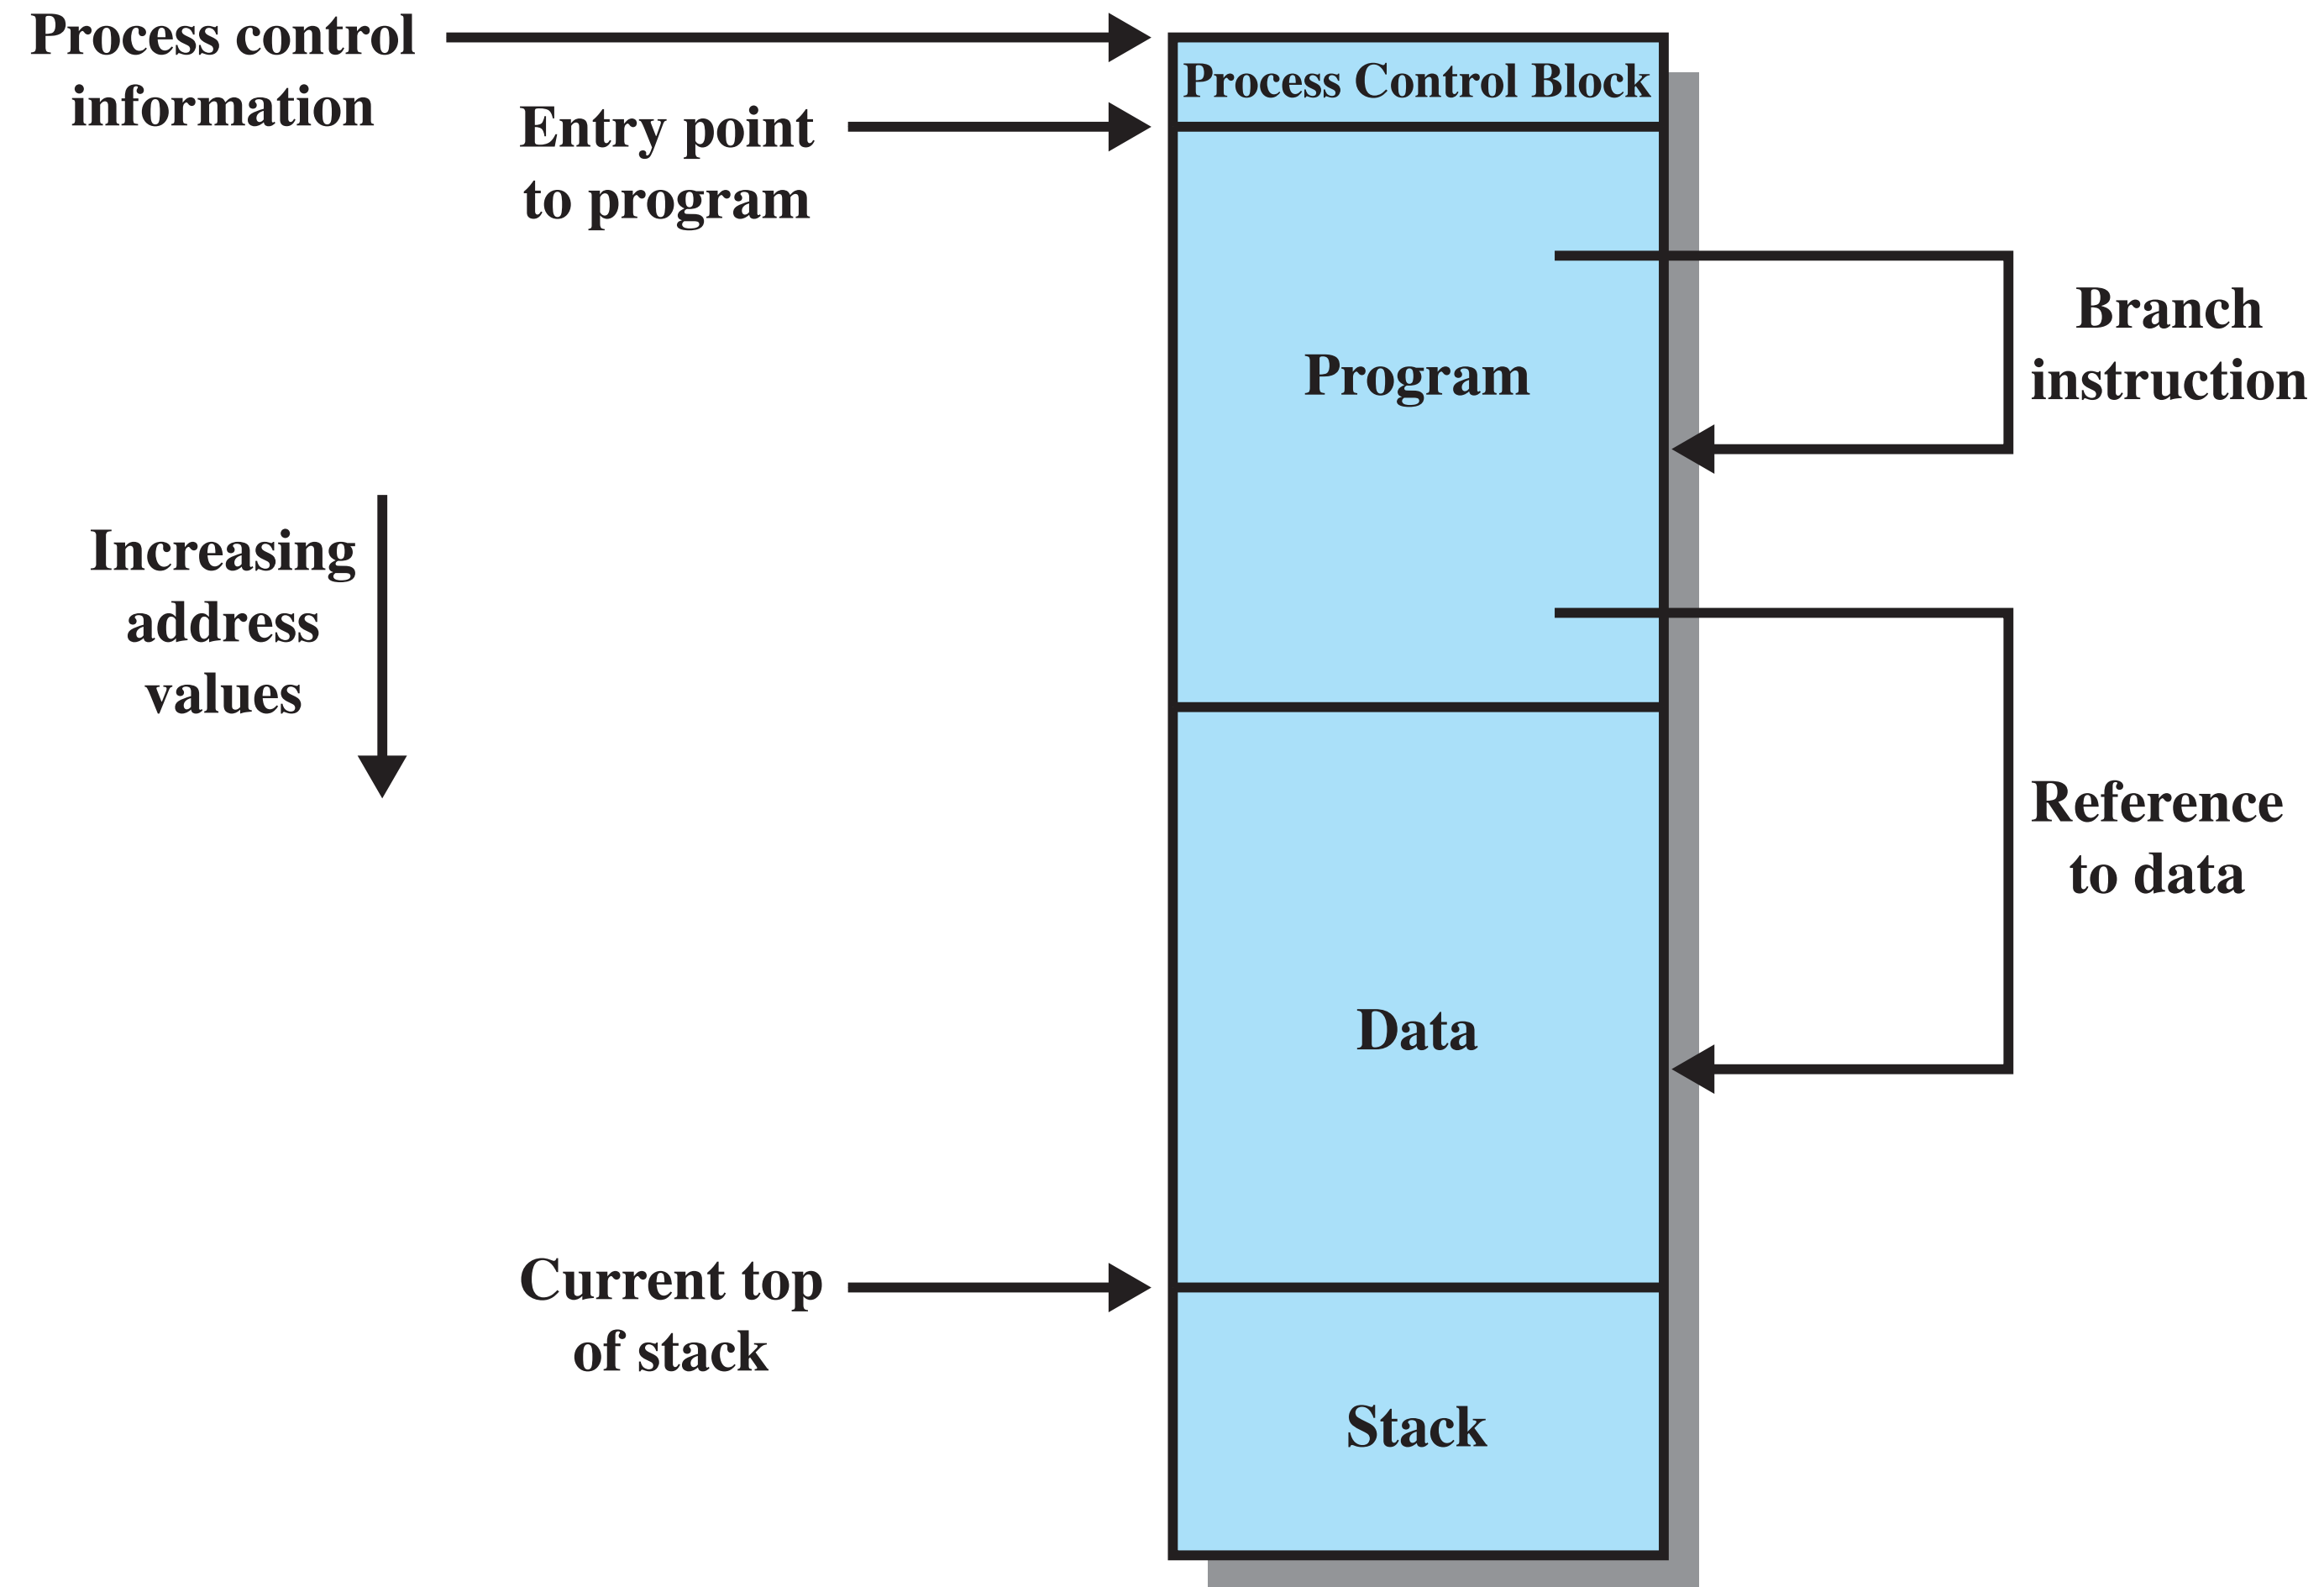 Process control
information
Entry point
to program
Process Control Block
Program
Branch
instruction
Increasing
address
values
Reference
to data
Data
Current top
of stack
Stack